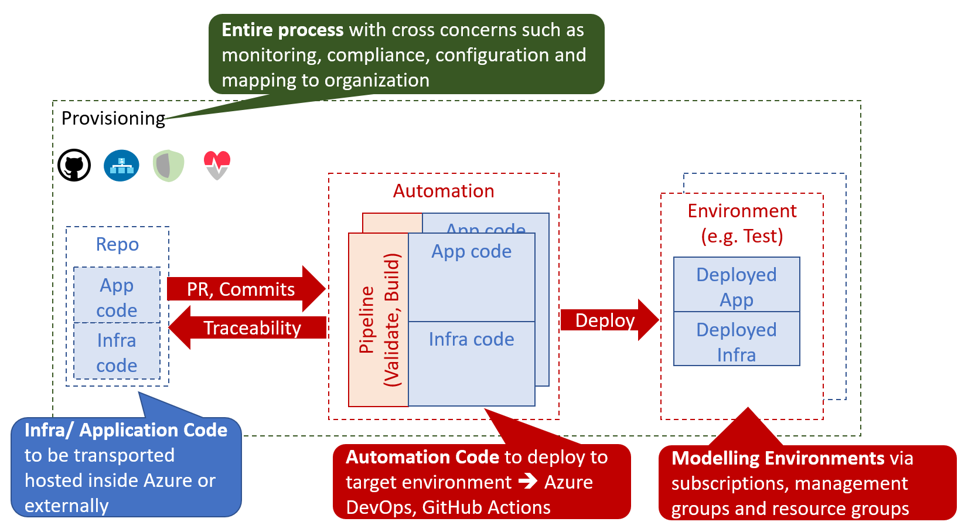 Entire process with cross concerns such as
monitoring, compliance, configuration and
mapping to organization
Provisioning
Automation
Environment
(e.g. Test)
Repo
App
code
Infra
code
PR, Commits
Traceability
Pipeline
(Validate, Build)
App code
App code
Infra code
Deploy
Deployed
App
Deployed
Infra
Infra/ Application Code
to be transported
hosted inside Azure or
externally
Automation Code to deploy to
target environment ➔ Azure
DevOps, GitHub Actions
Modelling Environments via
subscriptions, management
groups and resource groups